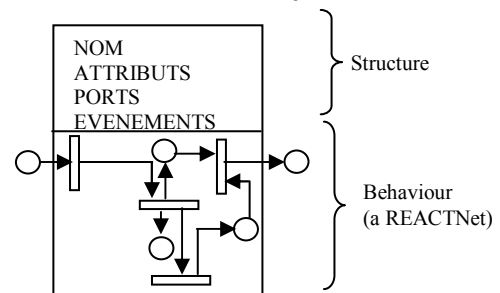 NOM
ATTRIBUTS
PORTS
EVENEMENTS
Structure
Behaviour
(a REACTNet)